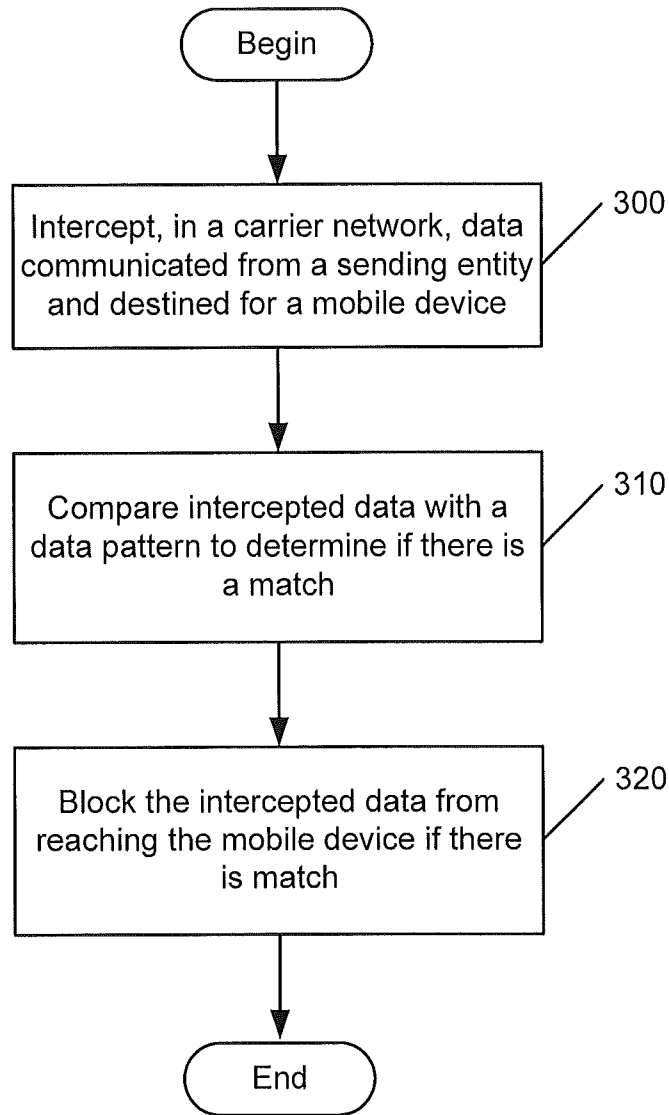 Begin
Intercept, in a carrier network, data
communicated from a sending entity
and destined for a mobile device
300
Compare intercepted data with a
data pattern to determine if there is
a match
310
Block the intercepted data from
reaching the mobile device if there
is match
320
End